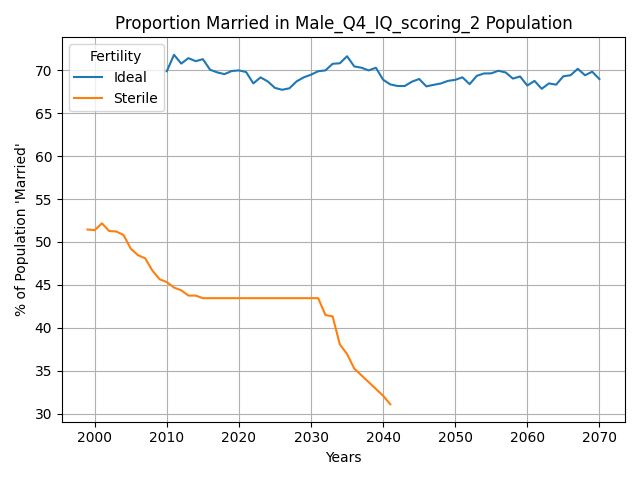 Proportion Married in Male_Q4_IQ_scoring_2 Population
Fertility
Ideal
Sterile
% of Population 'Married'
70
65
60
55
50
45
40
35
30
2000 2010 2020 2030 2040 2050 2060 2070
Years